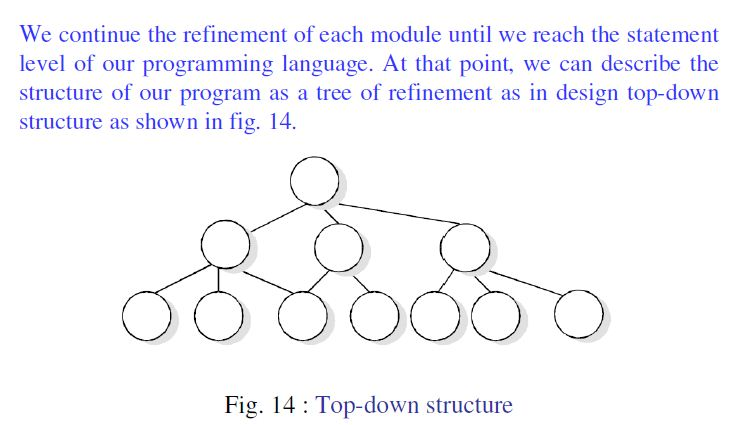 We continue the refinement of each module until we reach the statement
level of our programming language. At that point, we can describe the
structure of our program as a tree of refinement as in design top-down
structure as shown in fig. 14.
Fig. 14 : Top-down structure